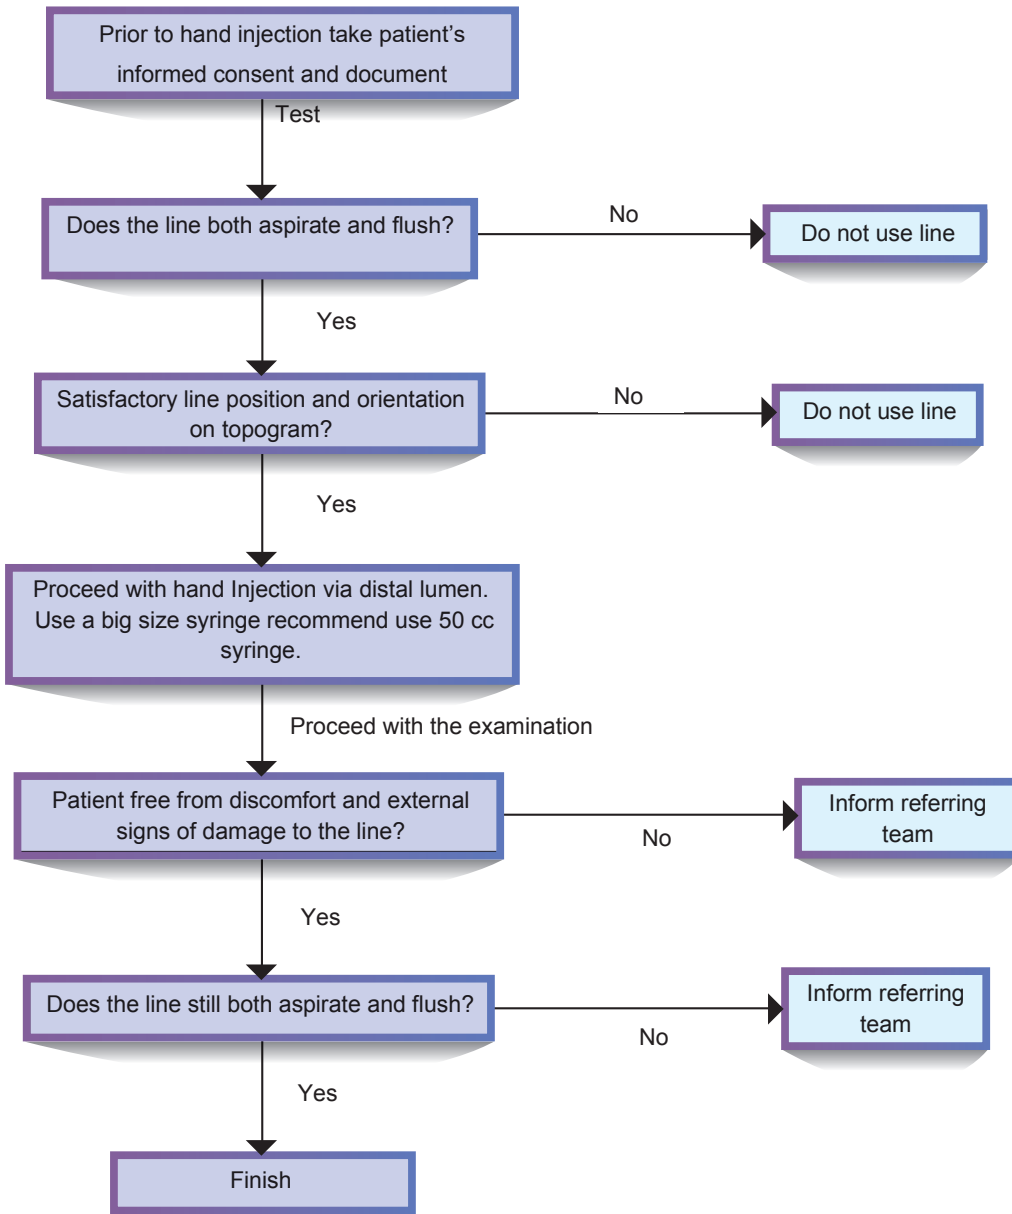 Prior to hand injection take patient’s
informed consent and document
Test
Does the line both aspirate and flush?
No
Do not use line
Yes
Satisfactory line position and orientation
on topogram?
No
Do not use line
Yes
Proceed with hand Injection via distal lumen.
Use a big size syringe recommend use 50 cc
syringe.
Proceed with the examination
Patient free from discomfort and external
signs of damage to the line?
No
Inform referring
team
Yes
Does the line still both aspirate and flush?
No
Inform referring
team
Yes
Finish